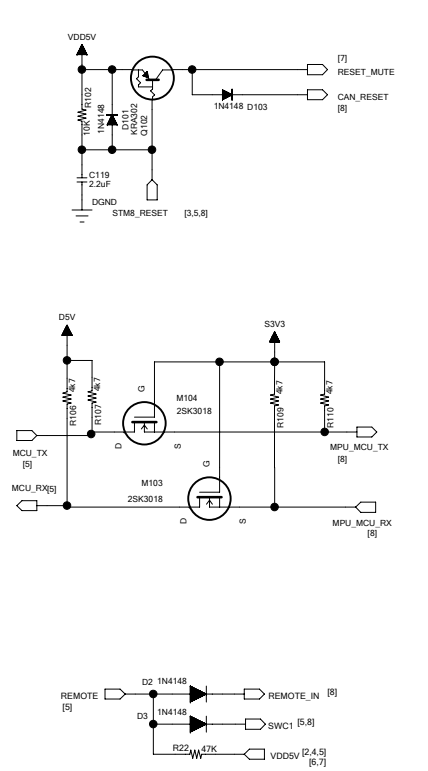 VDD5V
[7]
RESET_MUTE
R102
10K
1N4148
D101
KRA302
Q102
1N4148 D103
CAN_RESET
[8]
C119
2.2uF
DGND
STM8_RESET [3,5,8]
D5V
S3V3
4k7
R106
4k7
R107
G
M104
2SK3018
4k7
R109
4k7
R110
MCU_TX
[5]
D
S
MPU_MCU_TX
[8]
G
MCU_RX[5]
M103
2SK3018
D
S
MPU_MCU_RX
[8]
D2 1N4148
REMOTE
[5]
REMOTE_IN [8]
D3 1N4148
SWC1 [5,8]
R22 47K
VDD5V [2,4,5]
[6,7]